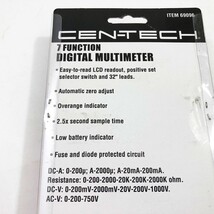 ITEM 69096
CEN-TECH
7 FUNCTION
DIGITAL MULTIMETER
• Easy-to-read LCD readout, positive set
selector switch and 32" leads.
• Automatic zero adjust
• Overange indicator
• 2.5x second sample time
• Low battery indicator
• Fuse and diode protected circuit
DC-A: 0-200µ, A-2000µ, A-20mA-200mA.
Resistance: 0-200-2000-20K-200K-2000K ohm.
DC-V: 0-200mV-2000mV-20V-200V-1000V.
AC-V: 0-200-750V